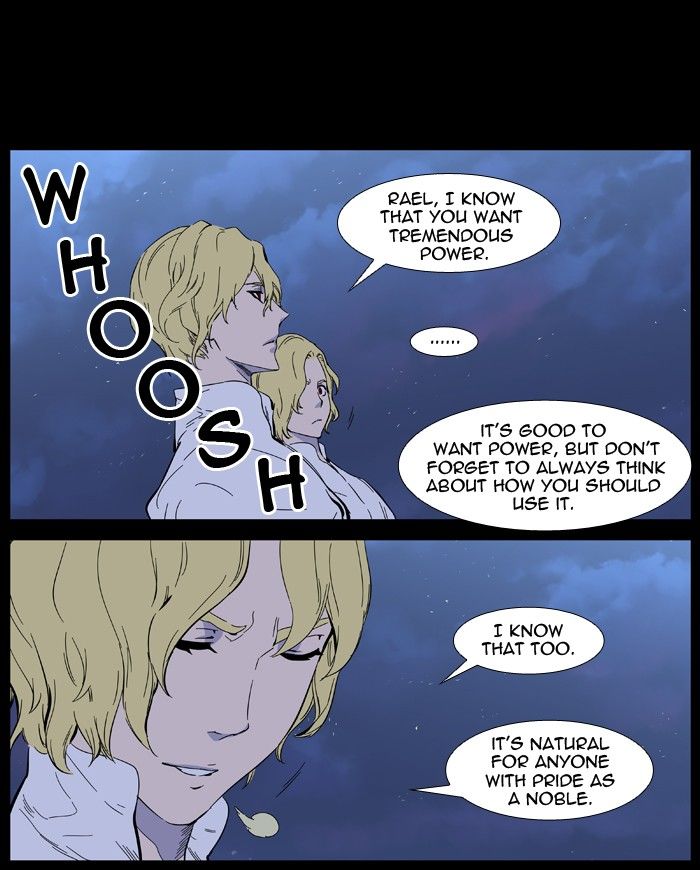 WHOOSH
RAEL, I KNOW
THAT YOU WANT
TREMENDOUS
POWER.
......
IT'S GOOD TO
WANT POWER, BUT DON'T
FORGET TO ALWAYS THINK
ABOUT HOW YOU SHOULD
USE IT.
I KNOW
THAT TOO.
IT'S NATURAL
FOR ANYONE
WITH PRIDE AS
A NOBLE.